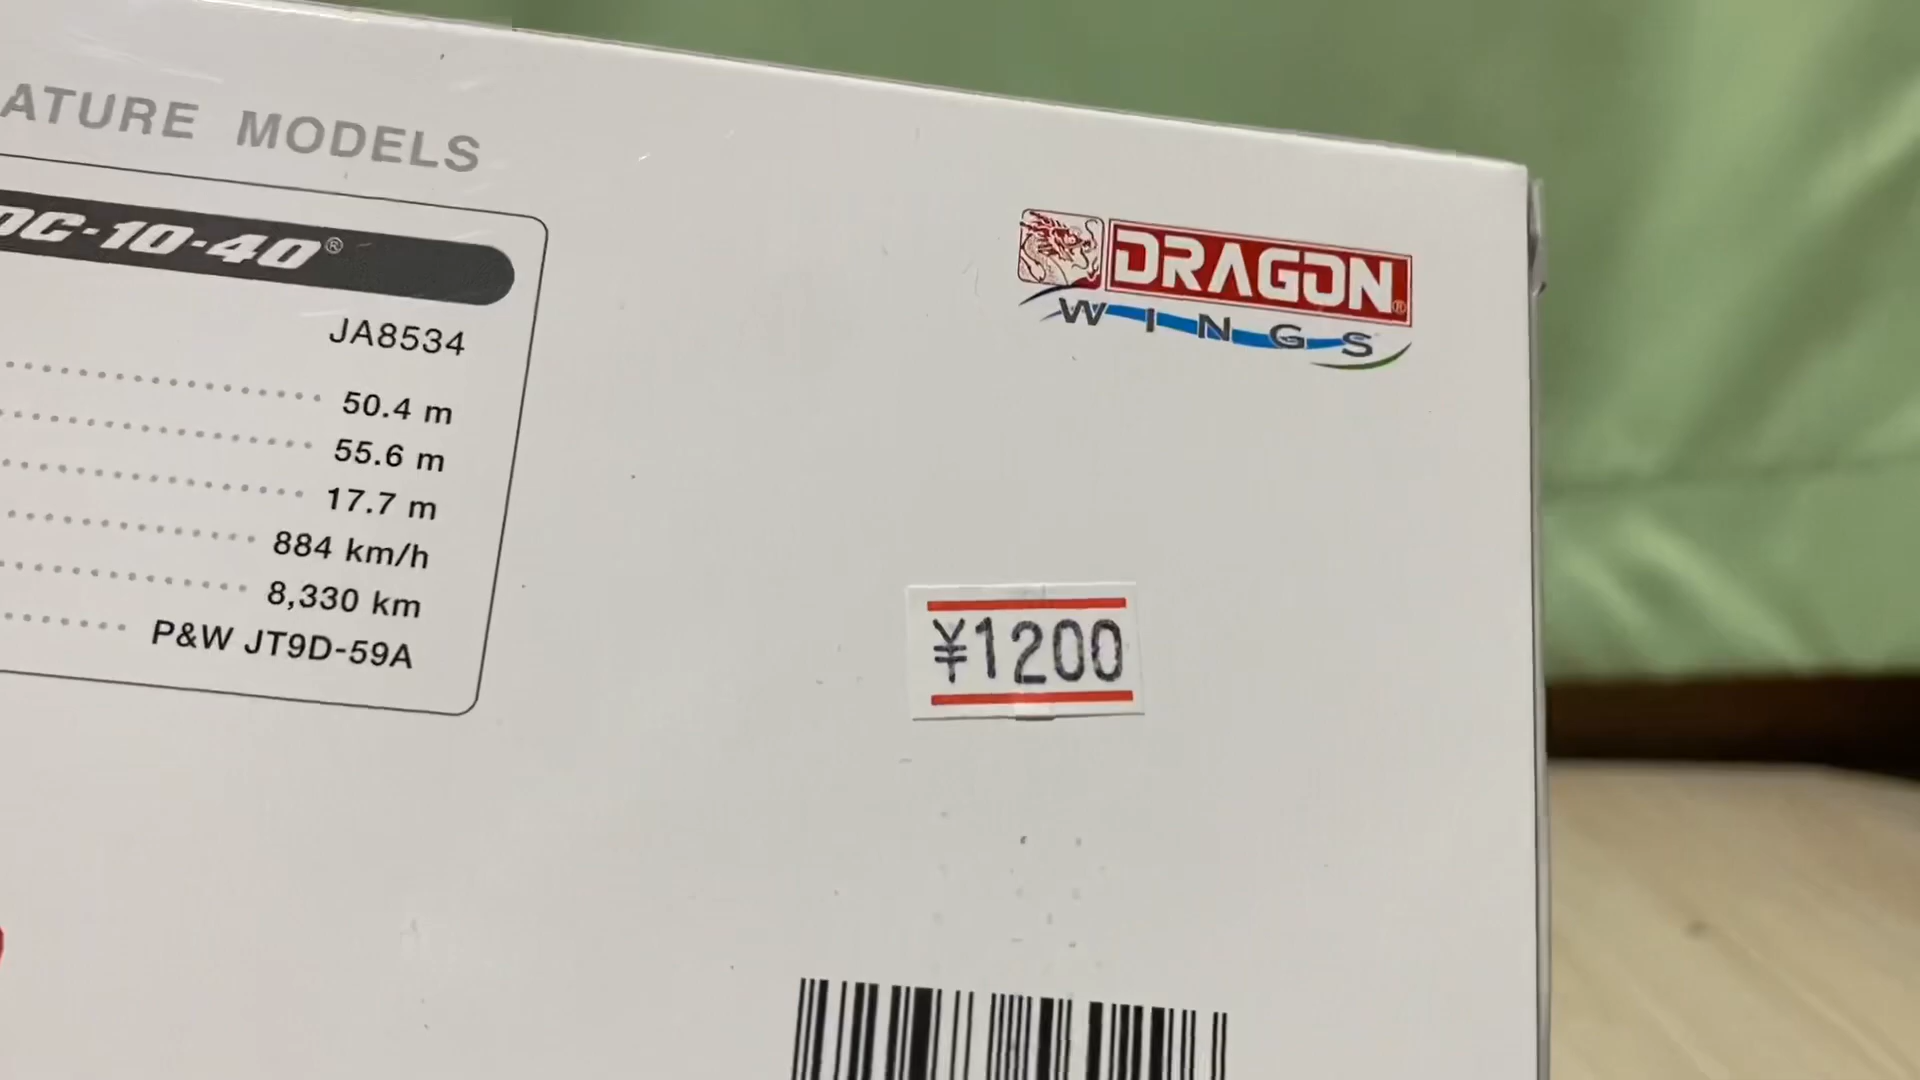 MODELS
DC-10-40®
JA8534
50.4 m
55.6 m
17.7 m
884 km/h
8,330 km
P&W JT9D-59A
DRAGON®
WINGS
¥1200